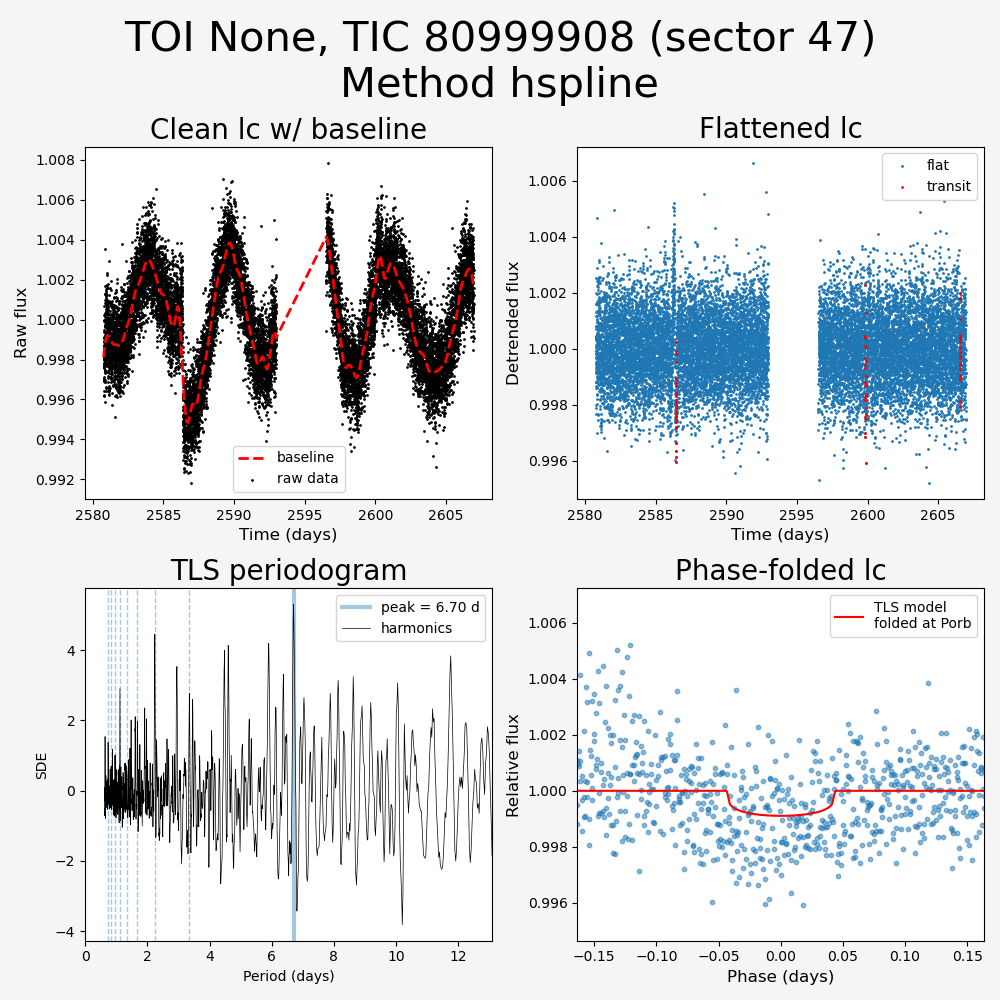 TOI None, TIC 80999908 (sector 47)
Method hspline
Clean lc w/ baseline
Raw flux
1.008
1.006
1.004
1.002
1.000
0.998
0.996
0.994
0.992
baseline
raw data
2580
2585
2590
2595
2600
2605
Time (days)
Flattened lc
Detrended flux
1.006
1.004
1.002
1.000
0.998
0.996
flat
transit
2580
2585
2590
2595
2600
2605
Time (days)
TLS periodogram
SDE
4
2
0
−2
−4
peak = 6.70 d
harmonics
0
2
4
6
8
10
12
Period (days)
Phase-folded lc
Relative flux
1.006
1.004
1.002
1.000
0.998
0.996
TLS model
folded at Porb
−0.15
−0.10
−0.05
0.00
0.05
0.10
0.15
Phase (days)